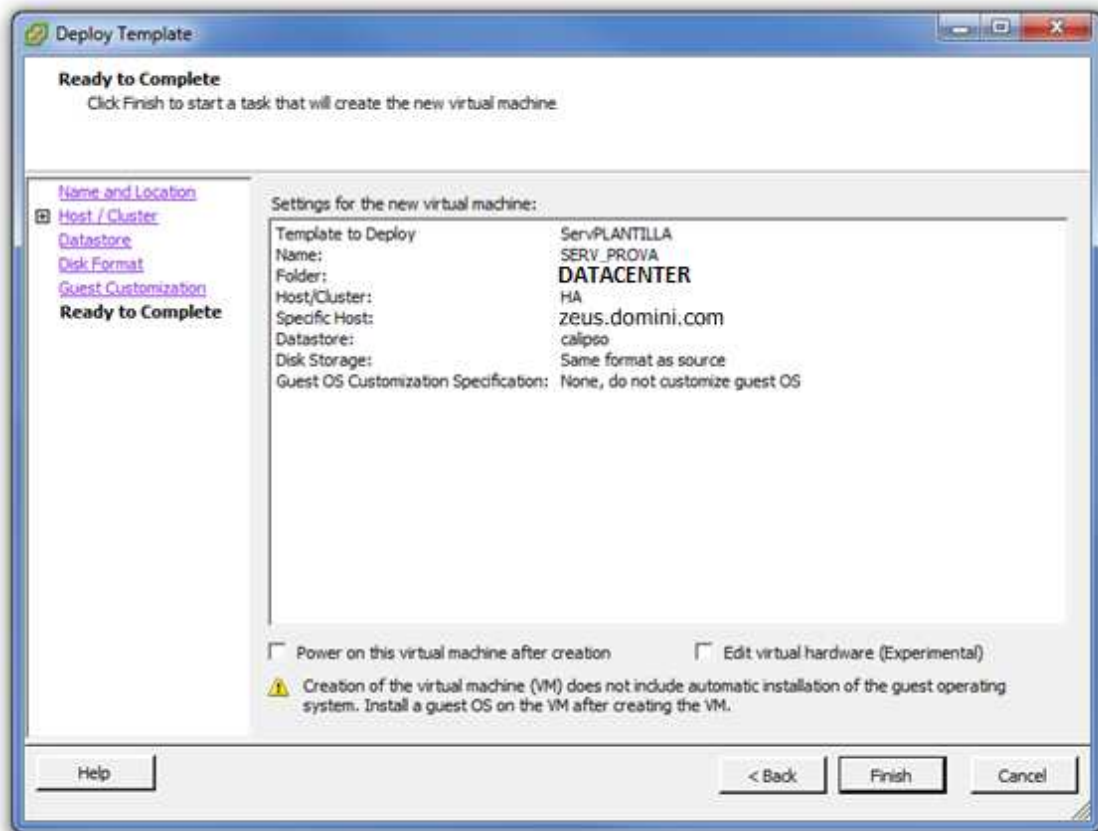 Deploy Template
Ready to Complete
Click Finish to start a task that will create the new virtual machine
Name and Location
Host / Cluster
Datastore
Disk Format
Guest Customization
Ready to Complete
Settings for the new virtual machine:
Template to Deploy ServPLANTILLA
Name: SERV_PROVA
Folder: DATACENTER
Host/Cluster: HA
Specific Host: zeus.domini.com
Datastore: calipso
Disk Storage: Same format as source
Guest OS Customization Specification: None, do not customize guest OS
Power on this virtual machine after creation Edit virtual hardware (Experimental)
Creation of the virtual machine (VM) does not include automatic installation of the guest operating
system. Install a guest OS on the VM after creating the VM.
Help < Back Finish Cancel